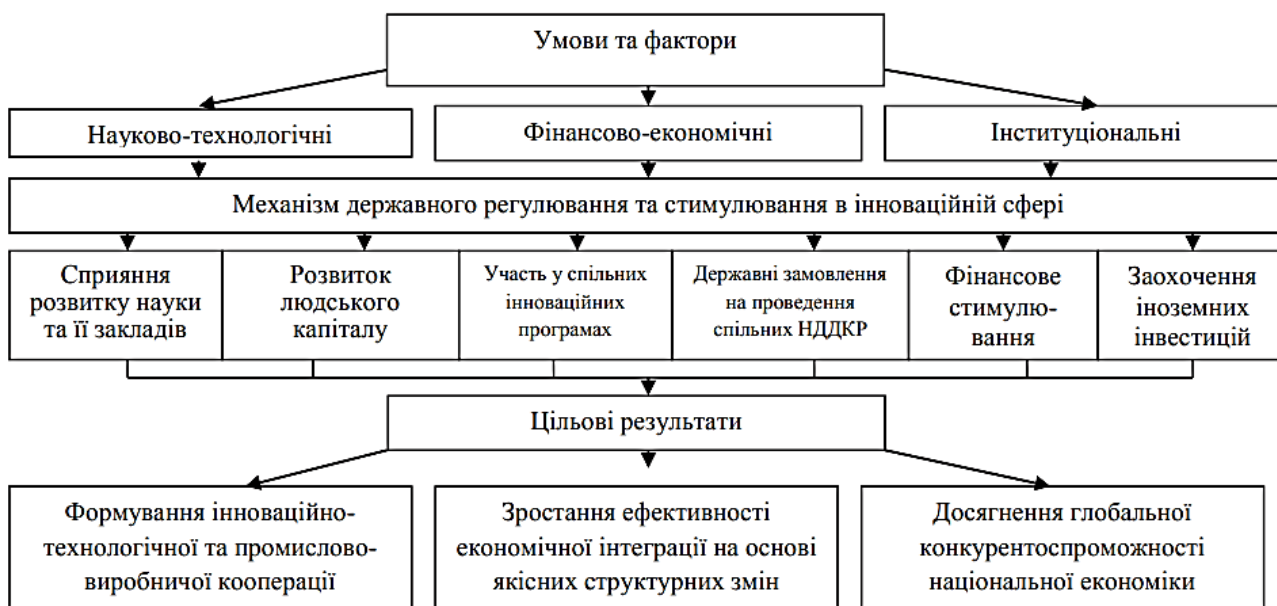 Умови та фактори
Науково-технологічні
Фінансово-економічні
Інституціональні
Механізм державного регулювання та стимулювання в інноваційній сфері
Сприяння
розвитку науки
та її закладів
Розвиток
людського
капіталу
Участь у спільних
інноваційних
програмах
Державні замовлення
на проведення
спільних НДДКР
Фінансове
стимулю-
вання
Заохочення
іноземних
інвестицій
Цільові результати
Формування інноваційно-
технологічної та промислово-
виробничої кооперації
Зростання ефективності
економічної інтеграції на основі
якісних структурних змін
Досягнення глобальної
конкурентоспроможності
національної економіки